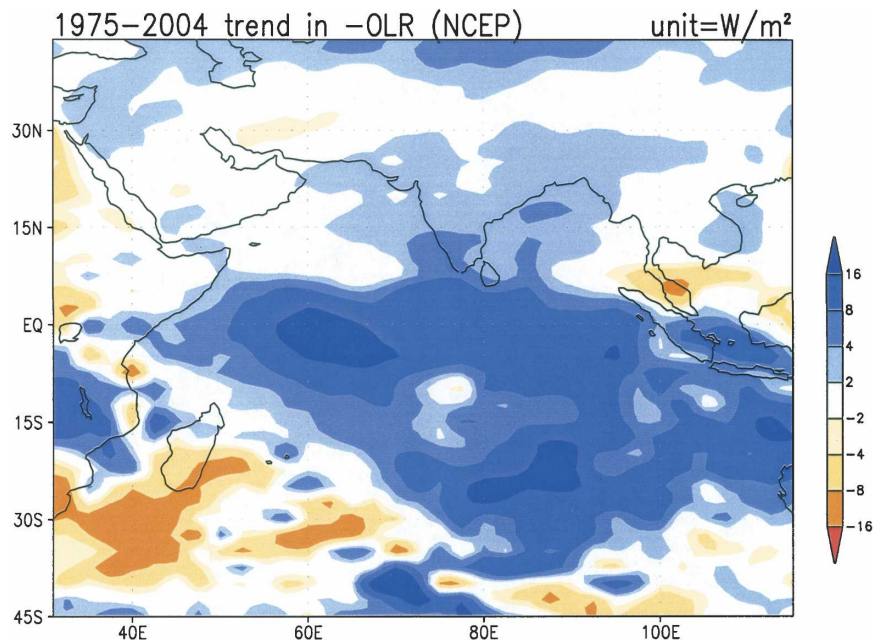 1975-2004 trend in -OLR (NCEP) unit=W/m²
30N
15N
EQ
15S
30S
45S
40E 60E 80E 100E
16
8
4
2
-2
-4
-8
-16